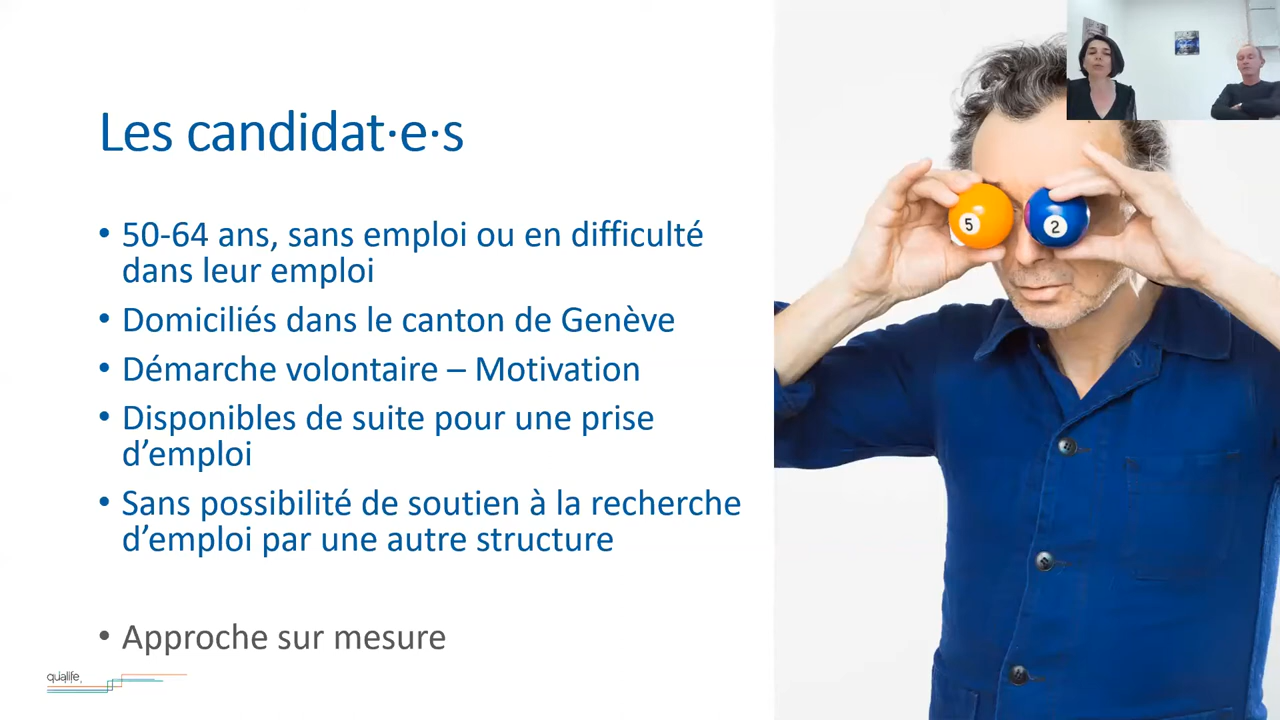 Les candidat·e·s
• 50-64 ans, sans emploi ou en difficulté
dans leur emploi
• Domiciliés dans le canton de Genève
• Démarche volontaire – Motivation
• Disponibles de suite pour une prise
d’emploi
• Sans possibilité de soutien à la recherche
d’emploi par une autre structure
• Approche sur mesure
qualife
5
2